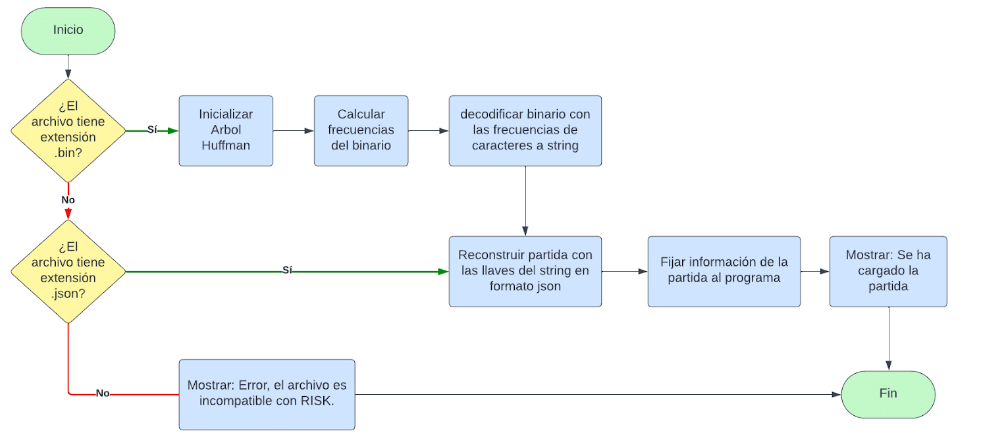 Inicio
¿El
archivo tiene
extensión
.bin?
Sí
Inicializar
Arbol
Huffman
Calcular
frecuencias
del binario
decodificar binario con
las frecuencias de
caracteres a string
No
¿El
archivo tiene
extensión
.json?
Sí
Reconstruir partida con
las llaves del string en
formato json
Fijar información de la
partida al programa
Mostrar: Se ha
cargado la
partida
No
Mostrar: Error, el archivo es
incompatible con RISK.
Fin